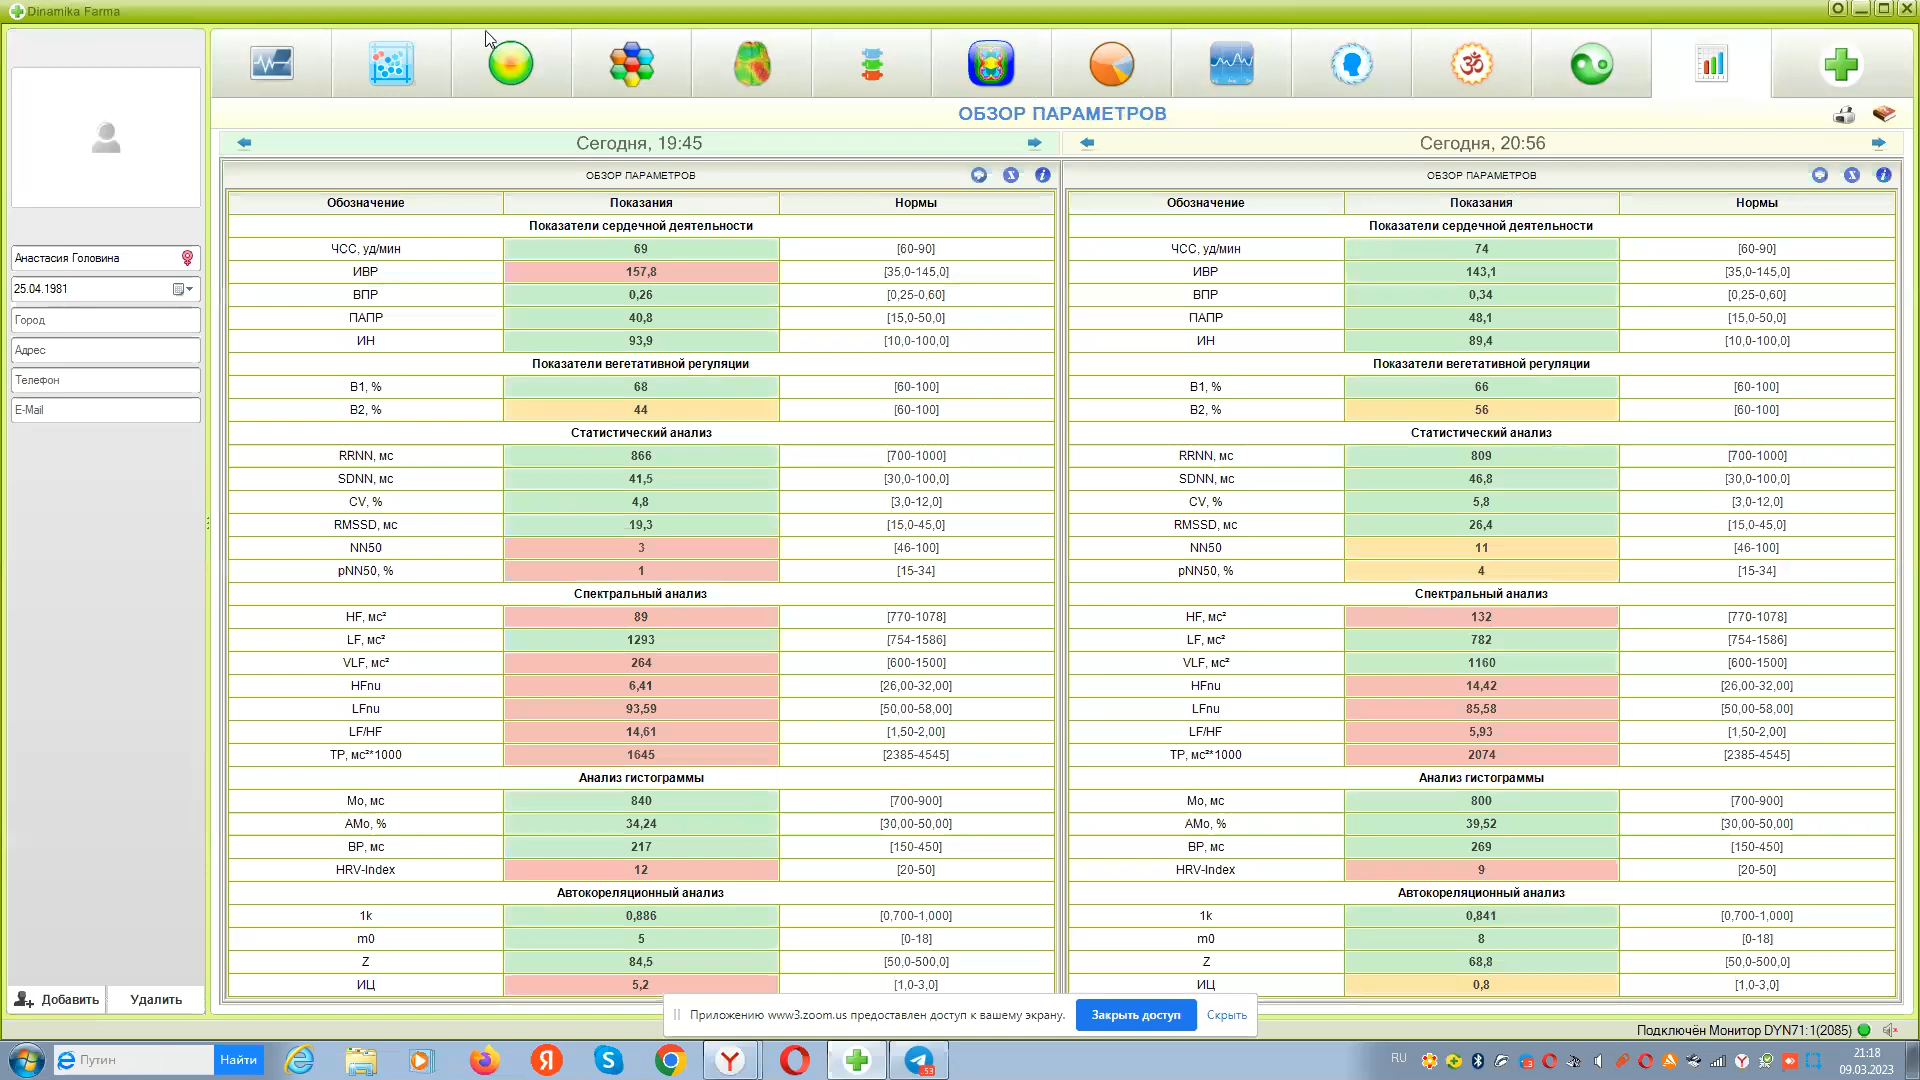 Dinamika Farma
ОБЗОР ПАРАМЕТРОВ
Сегодня, 19:45
Сегодня, 20:56
Анастасия Головина
25.04.1981
Город
Адрес
Телефон
E-Mail
Добавить Удалить
ОБЗОР ПАРАМЕТРОВ
Обозначение Показания Нормы
Показатели сердечной деятельности
ЧСС, уд/мин 69 [60-90]
ИВР 157,8 [35,0-145,0]
ВПР 0,26 [0,25-0,60]
ПАПР 40,8 [15,0-50,0]
ИН 93,9 [10,0-100,0]
Показатели вегетативной регуляции
B1, % 68 [60-100]
B2, % 44 [60-100]
Статистический анализ
RRNN, мс 866 [700-1000]
SDNN, мс 41,5 [30,0-100,0]
CV, % 4,8 [3,0-12,0]
RMSSD, мс 19,3 [15,0-45,0]
NN50 3 [46-100]
pNN50, % 1 [15-34]
Спектральный анализ
HF, мс² 89 [770-1078]
LF, мс² 1293 [754-1586]
VLF, мс² 264 [600-1500]
HFnu 6,41 [26,00-32,00]
LFnu 93,59 [50,00-58,00]
LF/HF 14,61 [1,50-2,00]
TP, мс²*1000 1645 [2385-4545]
Анализ гистограммы
Мо, мс 840 [700-900]
АМо, % 34,24 [30,00-50,00]
ВР, мс 217 [150-450]
HRV-Index 12 [20-50]
Автокореляционный анализ
1k 0,886 [0,700-1,000]
m0 5 [0-18]
Z 84,5 [50,0-500,0]
ИЦ 5,2 [1,0-3,0]
ОБЗОР ПАРАМЕТРОВ
Обозначение Показания Нормы
Показатели сердечной деятельности
ЧСС, уд/мин 74 [60-90]
ИВР 143,1 [35,0-145,0]
ВПР 0,34 [0,25-0,60]
ПАПР 48,1 [15,0-50,0]
ИН 89,4 [10,0-100,0]
Показатели вегетативной регуляции
B1, % 66 [60-100]
B2, % 56 [60-100]
Статистический анализ
RRNN, мс 809 [700-1000]
SDNN, мс 46,8 [30,0-100,0]
CV, % 5,8 [3,0-12,0]
RMSSD, мс 26,4 [15,0-45,0]
NN50 11 [46-100]
pNN50, % 4 [15-34]
Спектральный анализ
HF, мс² 132 [770-1078]
LF, мс² 782 [754-1586]
VLF, мс² 1160 [600-1500]
HFnu 14,42 [26,00-32,00]
LFnu 85,58 [50,00-58,00]
LF/HF 5,93 [1,50-2,00]
TP, мс²*1000 2074 [2385-4545]
Анализ гистограммы
Мо, мс 800 [700-900]
АМо, % 39,52 [30,00-50,00]
ВР, мс 269 [150-450]
HRV-Index 9 [20-50]
Автокореляционный анализ
1k 0,841 [0,700-1,000]
m0 8 [0-18]
Z 68,8 [50,0-500,0]
ИЦ 0,8 [1,0-3,0]
Приложению www3.zoom.us предоставлен доступ к вашему экрану. Закрыть доступ Скрыть
Подключён Монитор DYN71:1(2085)
Путин Найти
53
RU
21:18
09.03.2023